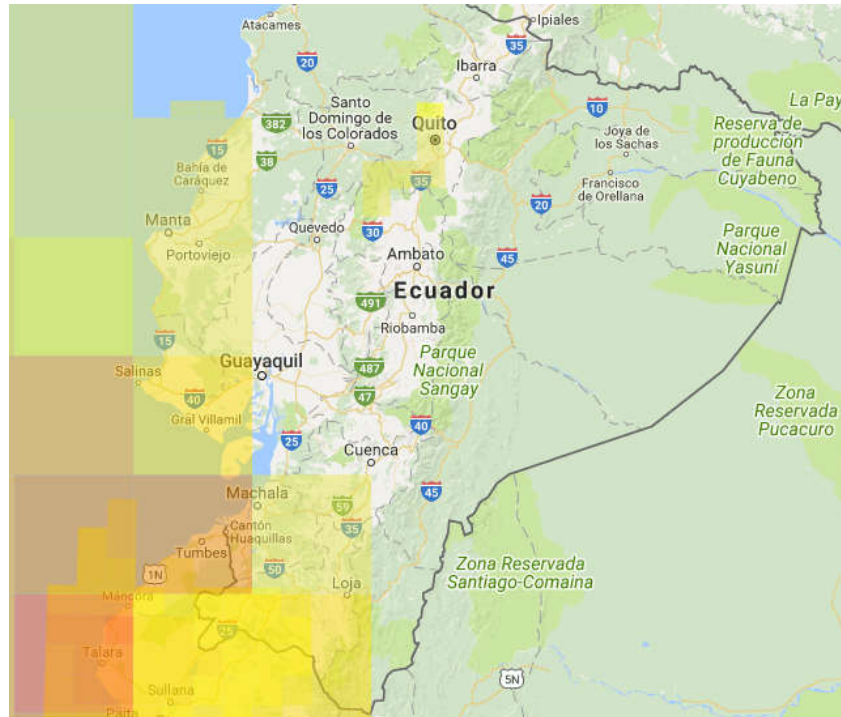 Atacames
Ipiales
35
20
Ibarra
Santo
Domingo de
los Colorados
10
La Pay
382
Quito
Joya de
los Sachas
Reserva de
producción
de Fauna
Cuyabeno
15
38
Bahía de
Caráquez
35
Francisco
de Orellana
25
20
Manta
Quevedo
30
Parque
Nacional
Yasuní
Portoviejo
Ambato
45
Ecuador
491
Riobamba
15
Guayaquil
487
Parque
Nacional
Sangay
Salinas
40
47
Zona
Reservada
Pucacuro
Gral Villamil
25
40
Cuenca
45
Machala
59
Cantón
Huaquillas
35
Tumbes
1N
50
Zona Reservada
Santiago-Comaina
Loja
Máncora
25
Talara
5N
Sullana
Paita